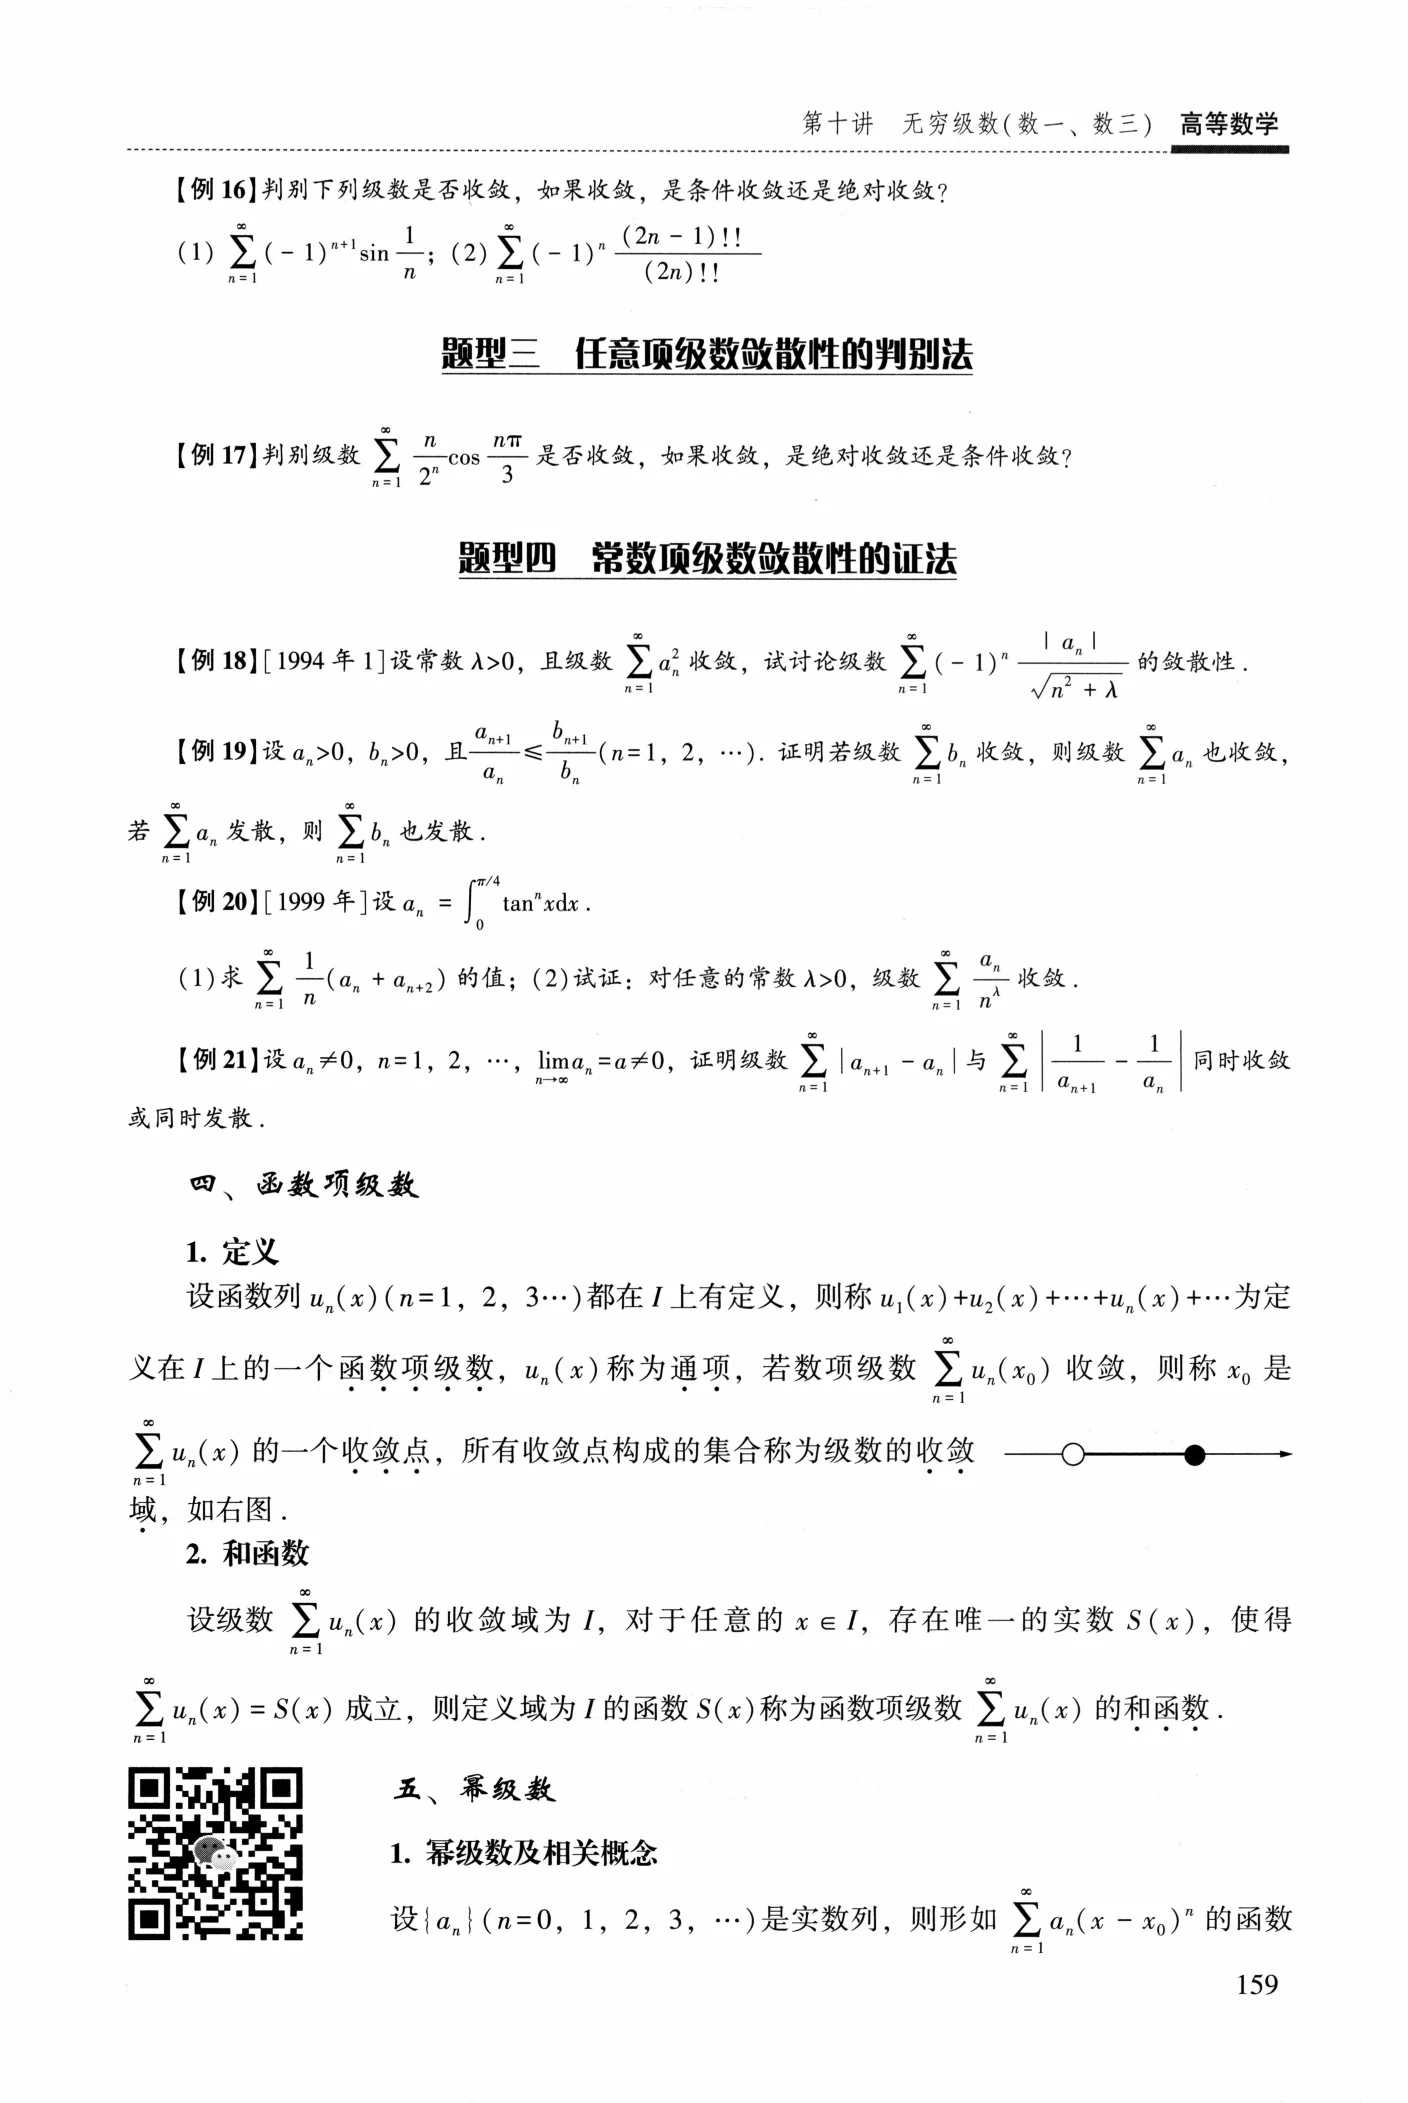 第十讲 无穷级数(数一、数三) 高等数学
【例 16】判别下列级数是否收敛，如果收敛，是条件收敛还是绝对收敛？
(1) $\sum_{n=1}^{\infty}(-1)^{n+1}\sin\frac{1}{n}$；(2) $\sum_{n=1}^{\infty}(-1)^{n}\frac{(2n-1)!!}{(2n)!!}$
题型三 任意项级数敛散性的判别法
【例 17】判别级数 $\sum_{n=1}^{\infty}\frac{n}{2^n}\cos\frac{n\pi}{3}$ 是否收敛，如果收敛，是绝对收敛还是条件收敛？
题型四 常数项级数敛散性的证法
【例 18】[1994 年 1]设常数 λ>0，且级数 $\sum_{n=1}^{\infty}a_n^2$ 收敛，试讨论级数 $\sum_{n=1}^{\infty}(-1)^n\frac{|a_n|}{\sqrt{n^2+\lambda}}$ 的敛散性．
【例 19】设 $a_n>0$，$b_n>0$，且 $\frac{a_{n+1}}{a_n}\leqslant\frac{b_{n+1}}{b_n}$(n=1，2，…)．证明若级数 $\sum_{n=1}^{\infty}b_n$ 收敛，则级数 $\sum_{n=1}^{\infty}a_n$ 也收敛，
若 $\sum_{n=1}^{\infty}a_n$ 发散，则 $\sum_{n=1}^{\infty}b_n$ 也发散．
【例 20】[1999 年]设 $a_n=\int_0^{\pi/4}\tan^n x\mathrm{d}x$．
(1)求 $\sum_{n=1}^{\infty}\frac{1}{n}(a_n+a_{n+2})$ 的值；(2)试证：对任意的常数 λ>0，级数 $\sum_{n=1}^{\infty}\frac{a_n}{n^\lambda}$ 收敛．
【例 21】设 $a_n\neq0$，n=1，2，…，$\lim_{n\to\infty}a_n=a\neq0$，证明级数 $\sum_{n=1}^{\infty}|a_{n+1}-a_n|$ 与 $\sum_{n=1}^{\infty}\left|\frac{1}{a_{n+1}}-\frac{1}{a_n}\right|$ 同时收敛
或同时发散．
四、函数项级数
1. 定义
设函数列 $u_n(x)$(n=1，2，3…)都在 I 上有定义，则称 $u_1(x)+u_2(x)+\cdots+u_n(x)+\cdots$ 为定
义在 I 上的一个函数项级数，$u_n(x)$ 称为通项，若数项级数 $\sum_{n=1}^{\infty}u_n(x_0)$ 收敛，则称 $x_0$ 是
$\sum_{n=1}^{\infty}u_n(x)$ 的一个收敛点，所有收敛点构成的集合称为级数的收敛
域，如右图．
2. 和函数
设级数 $\sum_{n=1}^{\infty}u_n(x)$ 的收敛域为 I，对于任意的 x∈I，存在唯一的实数 S(x)，使得
$\sum_{n=1}^{\infty}u_n(x)=S(x)$ 成立，则定义域为 I 的函数 S(x)称为函数项级数 $\sum_{n=1}^{\infty}u_n(x)$ 的和函数．
五、幂级数
1. 幂级数及相关概念
设{$a_n$}(n=0，1，2，3，…)是实数列，则形如 $\sum_{n=1}^{\infty}a_n(x-x_0)^n$ 的函数
159